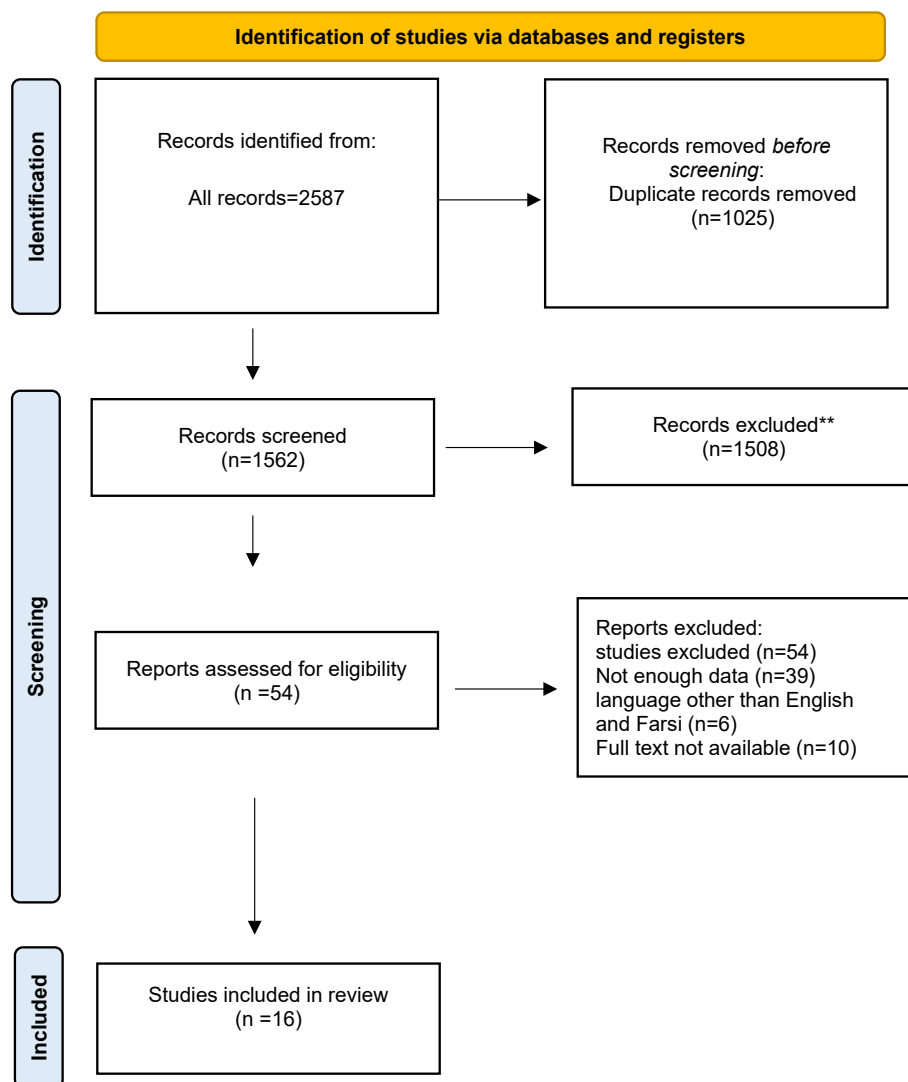 Identification of studies via databases and registers
Identification
Records identified from:
All records=2587
Records removed before
screening:
Duplicate records removed
(n=1025)
Screening
Records screened
(n=1562)
Records excluded**
(n=1508)
Reports assessed for eligibility
(n =54)
Reports excluded:
studies excluded (n=54)
Not enough data (n=39)
language other than English
and Farsi (n=6)
Full text not available (n=10)
Included
Studies included in review
(n =16)